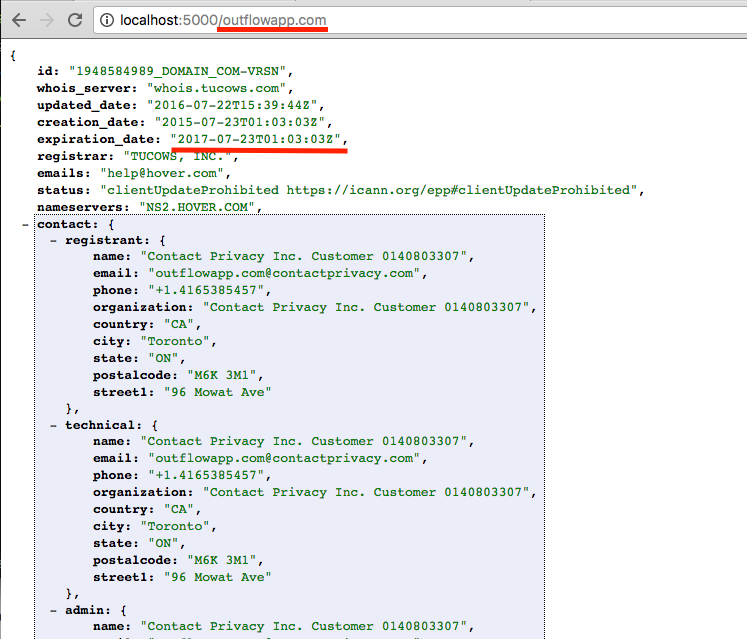 localhost:5000/outflowapp.com
{
id: "1948584989_DOMAIN_COM-VRSN",
whois_server: "whois.tucows.com",
updated_date: "2016-07-22T15:39:44Z",
creation_date: "2015-07-23T01:03:03Z",
expiration_date: "2017-07-23T01:03:03Z",
registrar: "TUCOWS, INC.",
emails: "help@hover.com",
status: "clientUpdateProhibited https://icann.org/epp#clientUpdateProhibited",
nameservers: "NS2.HOVER.COM",
- contact: {
- registrant: {
name: "Contact Privacy Inc. Customer 0140803307",
email: "outflowapp.com@contactprivacy.com",
phone: "+1.4165385457",
organization: "Contact Privacy Inc. Customer 0140803307",
country: "CA",
city: "Toronto",
state: "ON",
postalcode: "M6K 3M1",
street1: "96 Mowat Ave"
},
- technical: {
name: "Contact Privacy Inc. Customer 0140803307",
email: "outflowapp.com@contactprivacy.com",
phone: "+1.4165385457",
organization: "Contact Privacy Inc. Customer 0140803307",
country: "CA",
city: "Toronto",
state: "ON",
postalcode: "M6K 3M1",
street1: "96 Mowat Ave"
},
- admin: {
name: "Contact Privacy Inc. Customer 0140803307",